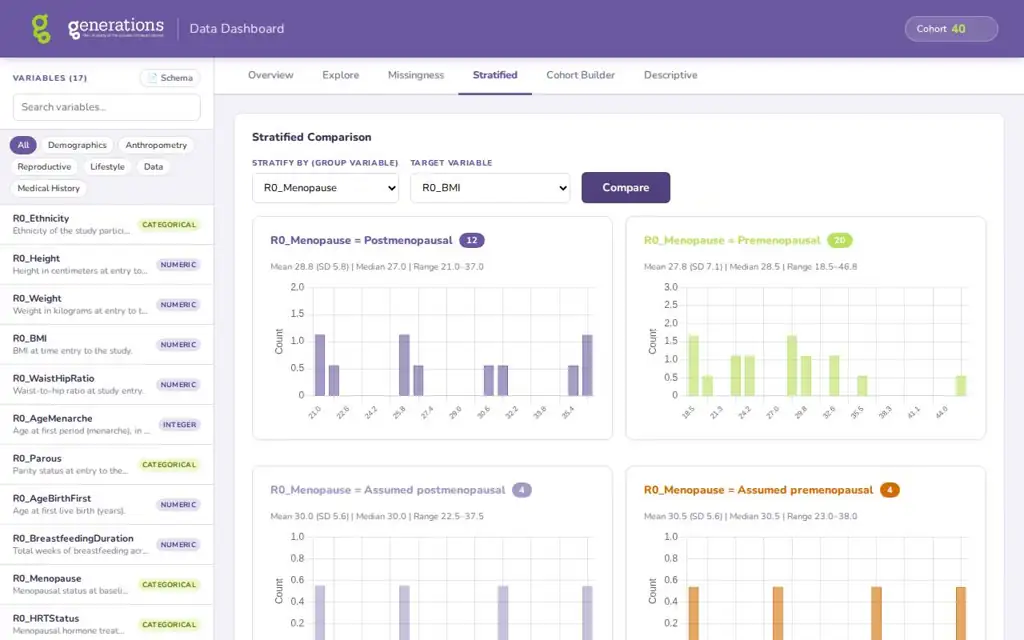 generations
Data Dashboard
Cohort 40
VARIABLES (17)
Schema
Search variables...
All
Demographics
Anthropometry
Reproductive
Lifestyle
Data
Medical History
R0_Ethnicity
Ethnicity of the study partici...
CATEGORICAL
R0_Height
Height in centimeters at entry to...
NUMERIC
R0_Weight
Weight in kilograms at entry to t...
NUMERIC
R0_BMI
BMI at time entry to the study.
NUMERIC
R0_WaistHipRatio
Waist-to-hip ratio at study entry.
NUMERIC
R0_AgeMenarche
Age at first period (menarche), in ...
INTEGER
R0_Parous
Parity status at entry to the...
CATEGORICAL
R0_AgeBirthFirst
Age at first live birth (years).
NUMERIC
R0_BreastfeedingDuration
Total weeks of breastfeeding acr...
NUMERIC
R0_Menopause
Menopausal status at baseli...
CATEGORICAL
R0_HRTStatus
Menopausal hormone treat...
CATEGORICAL
Overview
Explore
Missingness
Stratified
Cohort Builder
Descriptive
Stratified Comparison
STRATIFY BY (GROUP VARIABLE)
TARGET VARIABLE
R0_Menopause
R0_BMI
Compare
R0_Menopause = Postmenopausal 12
Mean 28.8 (SD 5.8) | Median 27.0 | Range 21.0–37.0
2.0
1.5
1.0
0.5
0
Count
21.0 22.6 24.2 25.8 27.4 29.0 30.6 32.2 33.8 35.4
R0_Menopause = Premenopausal 20
Mean 27.8 (SD 7.1) | Median 28.5 | Range 18.5–46.8
3.0
2.5
2.0
1.5
1.0
0.5
0
Count
18.5 21.3 24.2 27.0 29.8 32.6 35.5 38.3 41.1 44.0
R0_Menopause = Assumed postmenopausal 4
Mean 30.0 (SD 5.6) | Median 30.0 | Range 22.5–37.5
1.0
0.8
0.6
0.4
0.2
Count
R0_Menopause = Assumed premenopausal 4
Mean 30.5 (SD 5.6) | Median 30.5 | Range 23.0–38.0
1.0
0.8
0.6
0.4
0.2
Count